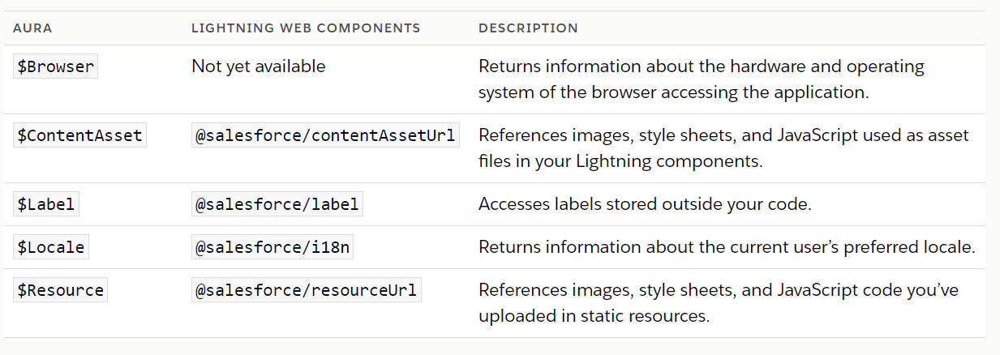 AURA LIGHTNING WEB COMPONENTS DESCRIPTION
$Browser Not yet available Returns information about the hardware and operating
system of the browser accessing the application.
$ContentAsset @salesforce/contentAssetUrl References images, style sheets, and JavaScript used as asset
files in your Lightning components.
$Label @salesforce/label Accesses labels stored outside your code.
$Locale @salesforce/i18n Returns information about the current user’s preferred locale.
$Resource @salesforce/resourceUrl References images, style sheets, and JavaScript code you’ve
uploaded in static resources.